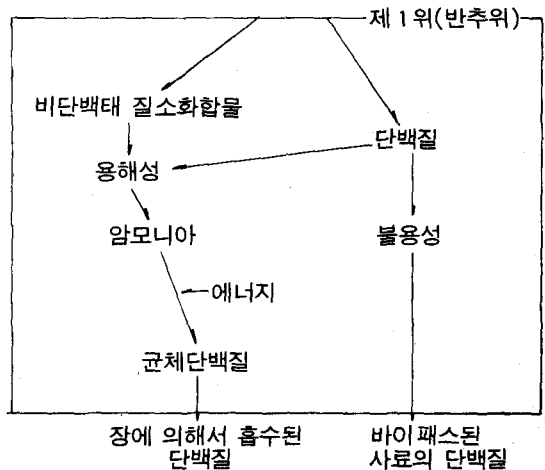 제 1 위(반추위)
비단백태 질소화합물
단백질
용해성
암모니아
불용성
에너지
균체단백질
장에 의해서 흡수된
단백질
바이패스된
사료의 단백질